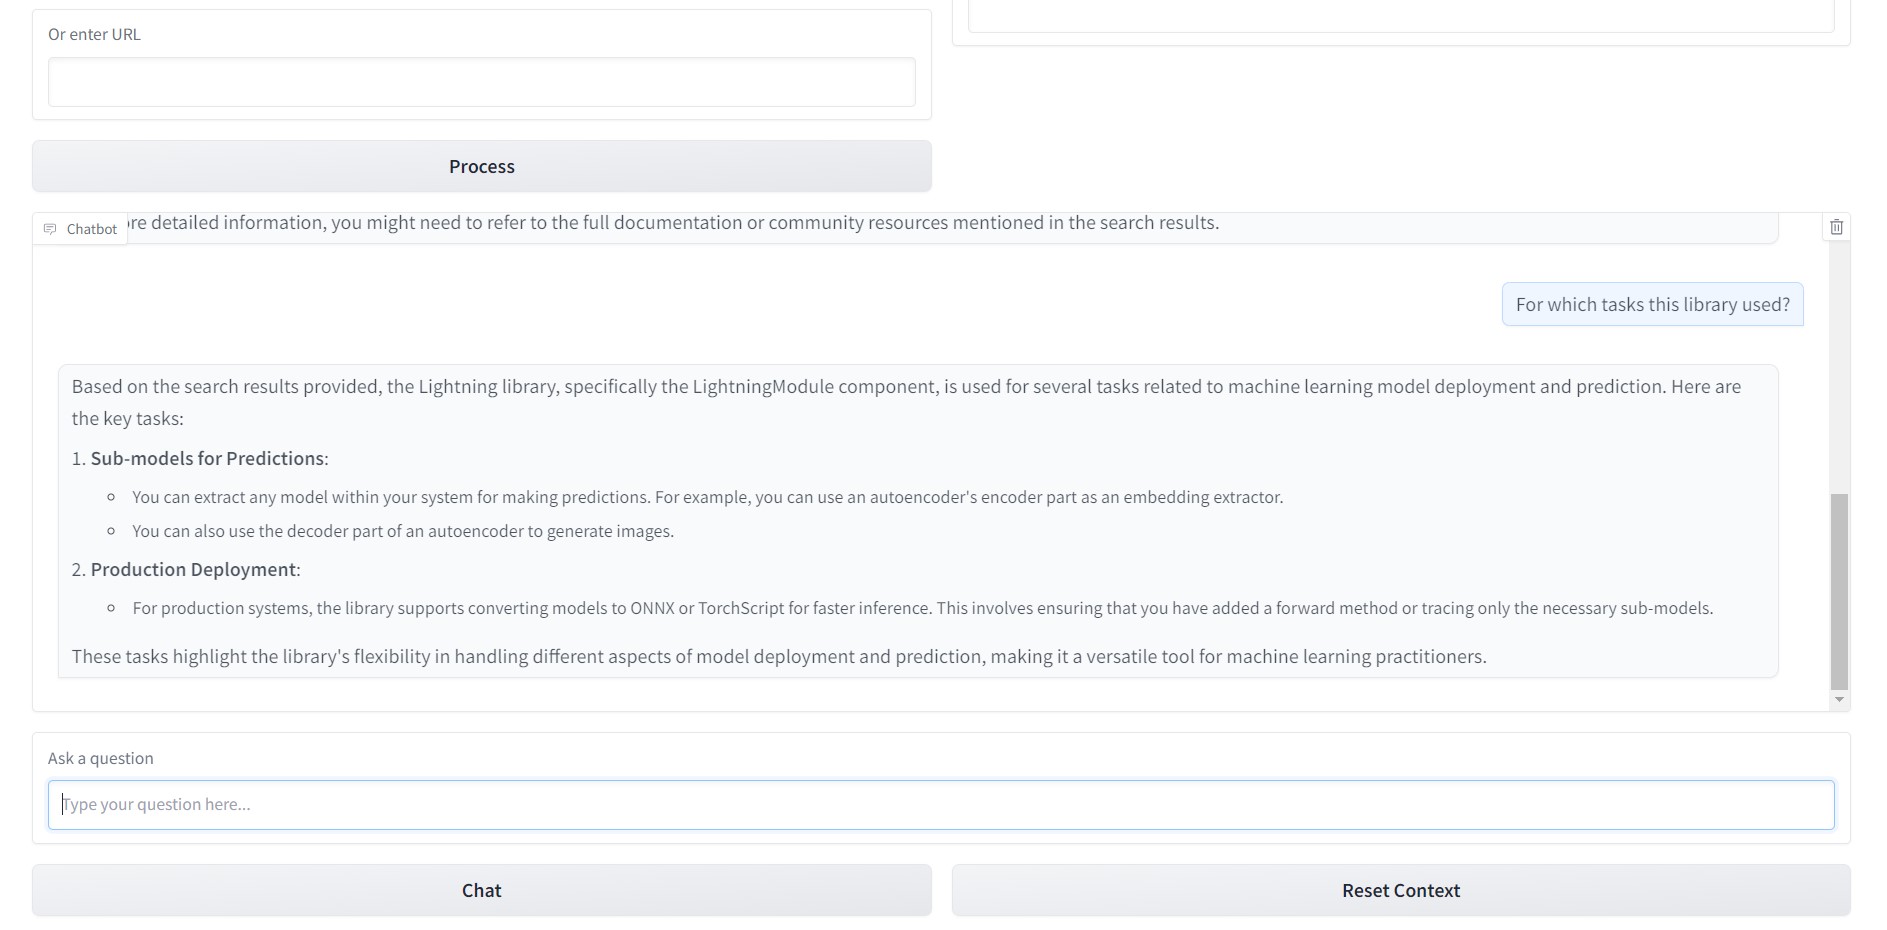 Or enter URL
Process
Chatbot
re detailed information, you might need to refer to the full documentation or community resources mentioned in the search results.
For which tasks this library used?
Based on the search results provided, the Lightning library, specifically the LightningModule component, is used for several tasks related to machine learning model deployment and prediction. Here are
the key tasks:
1. Sub-models for Predictions:
You can extract any model within your system for making predictions. For example, you can use an autoencoder's encoder part as an embedding extractor.
You can also use the decoder part of an autoencoder to generate images.
2. Production Deployment:
For production systems, the library supports converting models to ONNX or TorchScript for faster inference. This involves ensuring that you have added a forward method or tracing only the necessary sub-models.
These tasks highlight the library's flexibility in handling different aspects of model deployment and prediction, making it a versatile tool for machine learning practitioners.
Ask a question
Type your question here...
Chat
Reset Context